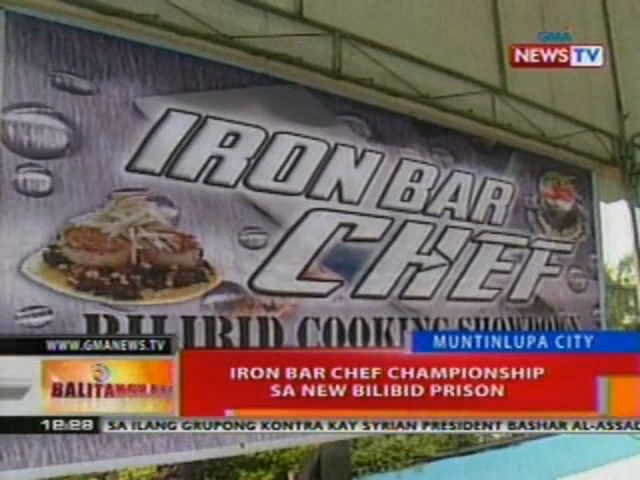 GMA
NEWS TV
IRON BAR
CHEF
BILIBID COOKING SHOWDOWN
WWW.GMANEWS.TV
MUNTINLUPA CITY
IRON BAR CHEF CHAMPIONSHIP
SA NEW BILIBID PRISON
BALITANGHALI
18:28
SA ILANG GRUPONG KONTRA KAY SYRIAN PRESIDENT BASHAR AL-ASSAD